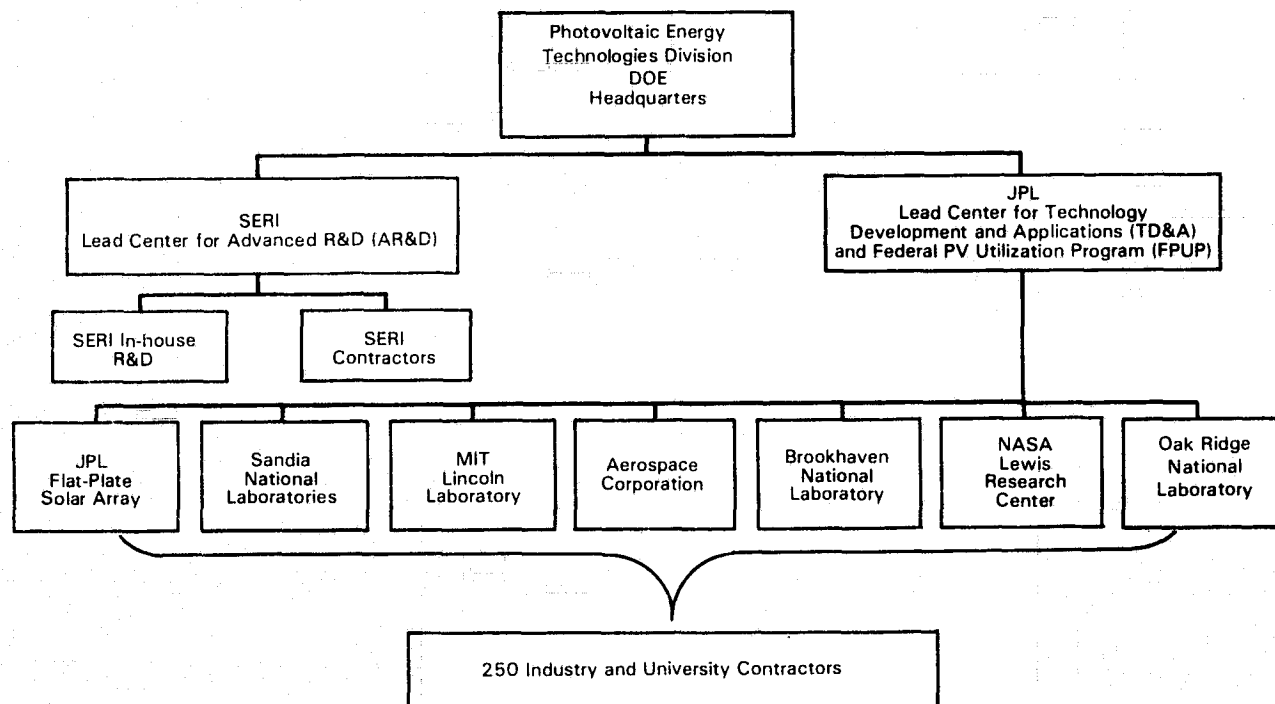 Photovoltaic Energy
Technologies Division
DOE
Headquarters
SERI
Lead Center for Advanced R&D (AR&D)
JPL
Lead Center for Technology
Development and Applications (TD&A)
and Federal PV Utilization Program (FPUP)
SERI In-house
R&D
SERI
Contractors
JPL
Flat-Plate
Solar Array
Sandia
National
Laboratories
MIT
Lincoln
Laboratory
Aerospace
Corporation
Brookhaven
National
Laboratory
NASA
Lewis
Research
Center
Oak Ridge
National
Laboratory
250 Industry and University Contractors